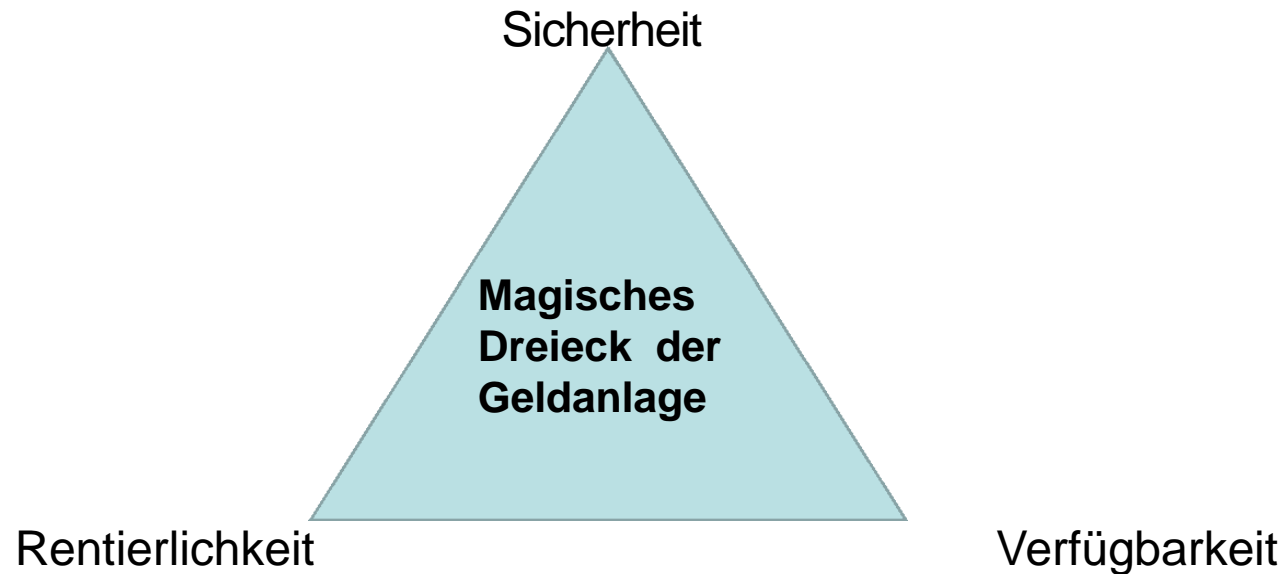 Sicherheit
Magisches
Dreieck der
Geldanlage
Rentierlichkeit
Verfügbarkeit